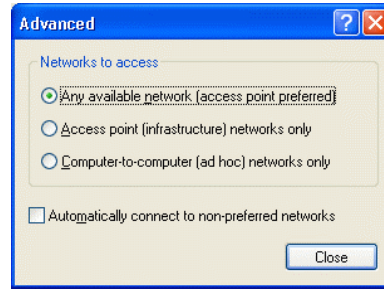 Advanced
Networks to access
Any available network (access point preferred)
Access point (infrastructure) networks only
Computer-to-computer (ad hoc) networks only
Automatically connect to non-preferred networks
Close